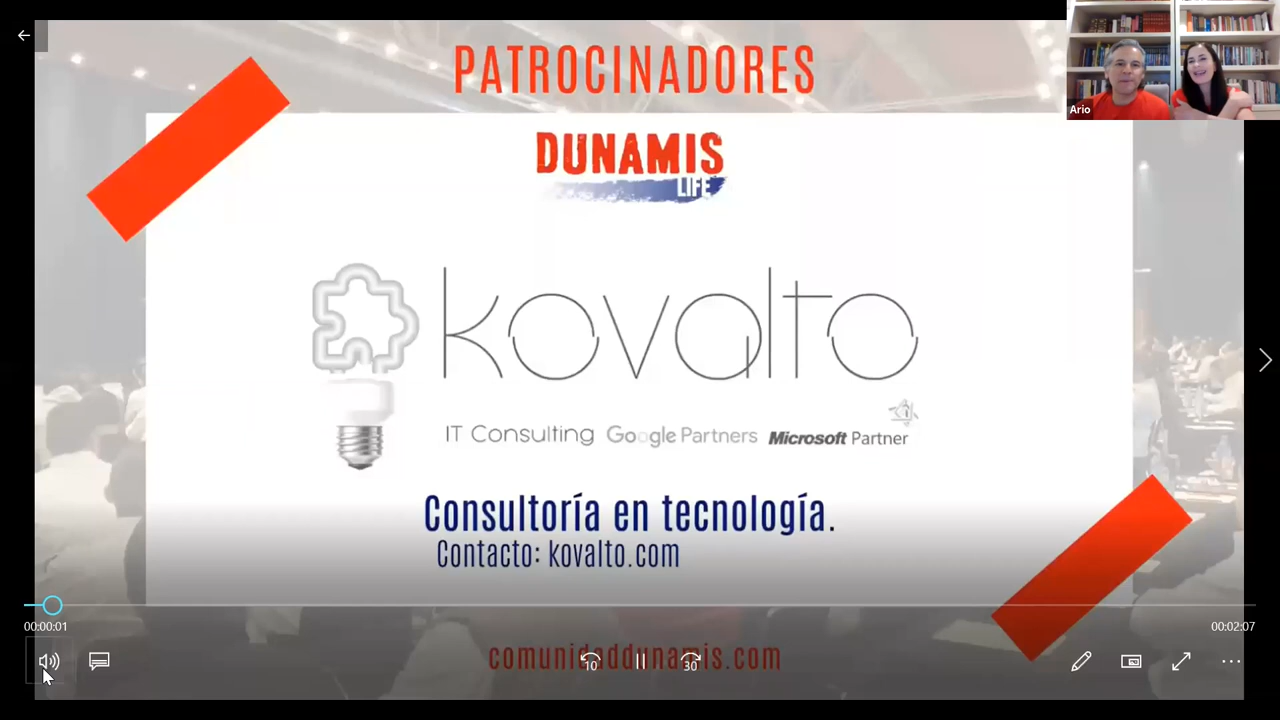 PATROCINADORES
Ario
DUNAMIS
LIFE
kovalto
IT Consulting Google Partners Microsoft Partner
Consultoría en tecnología.
Contacto: kovalto.com
00:00:01
00:02:07
comunidaddunamis.com
10
30